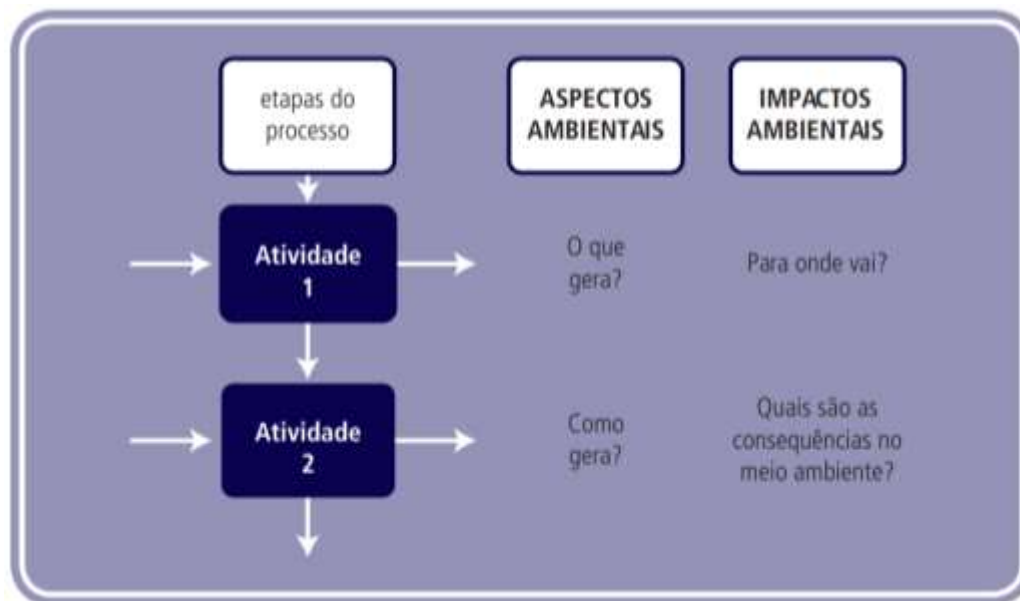 etapas do
processo
ASPECTOS
AMBIENTAIS
IMPACTOS
AMBIENTAIS
Atividade
1
O que
gera?
Para onde vai?
Atividade
2
Como
gera?
Quais são as
consequências no
meio ambiente?